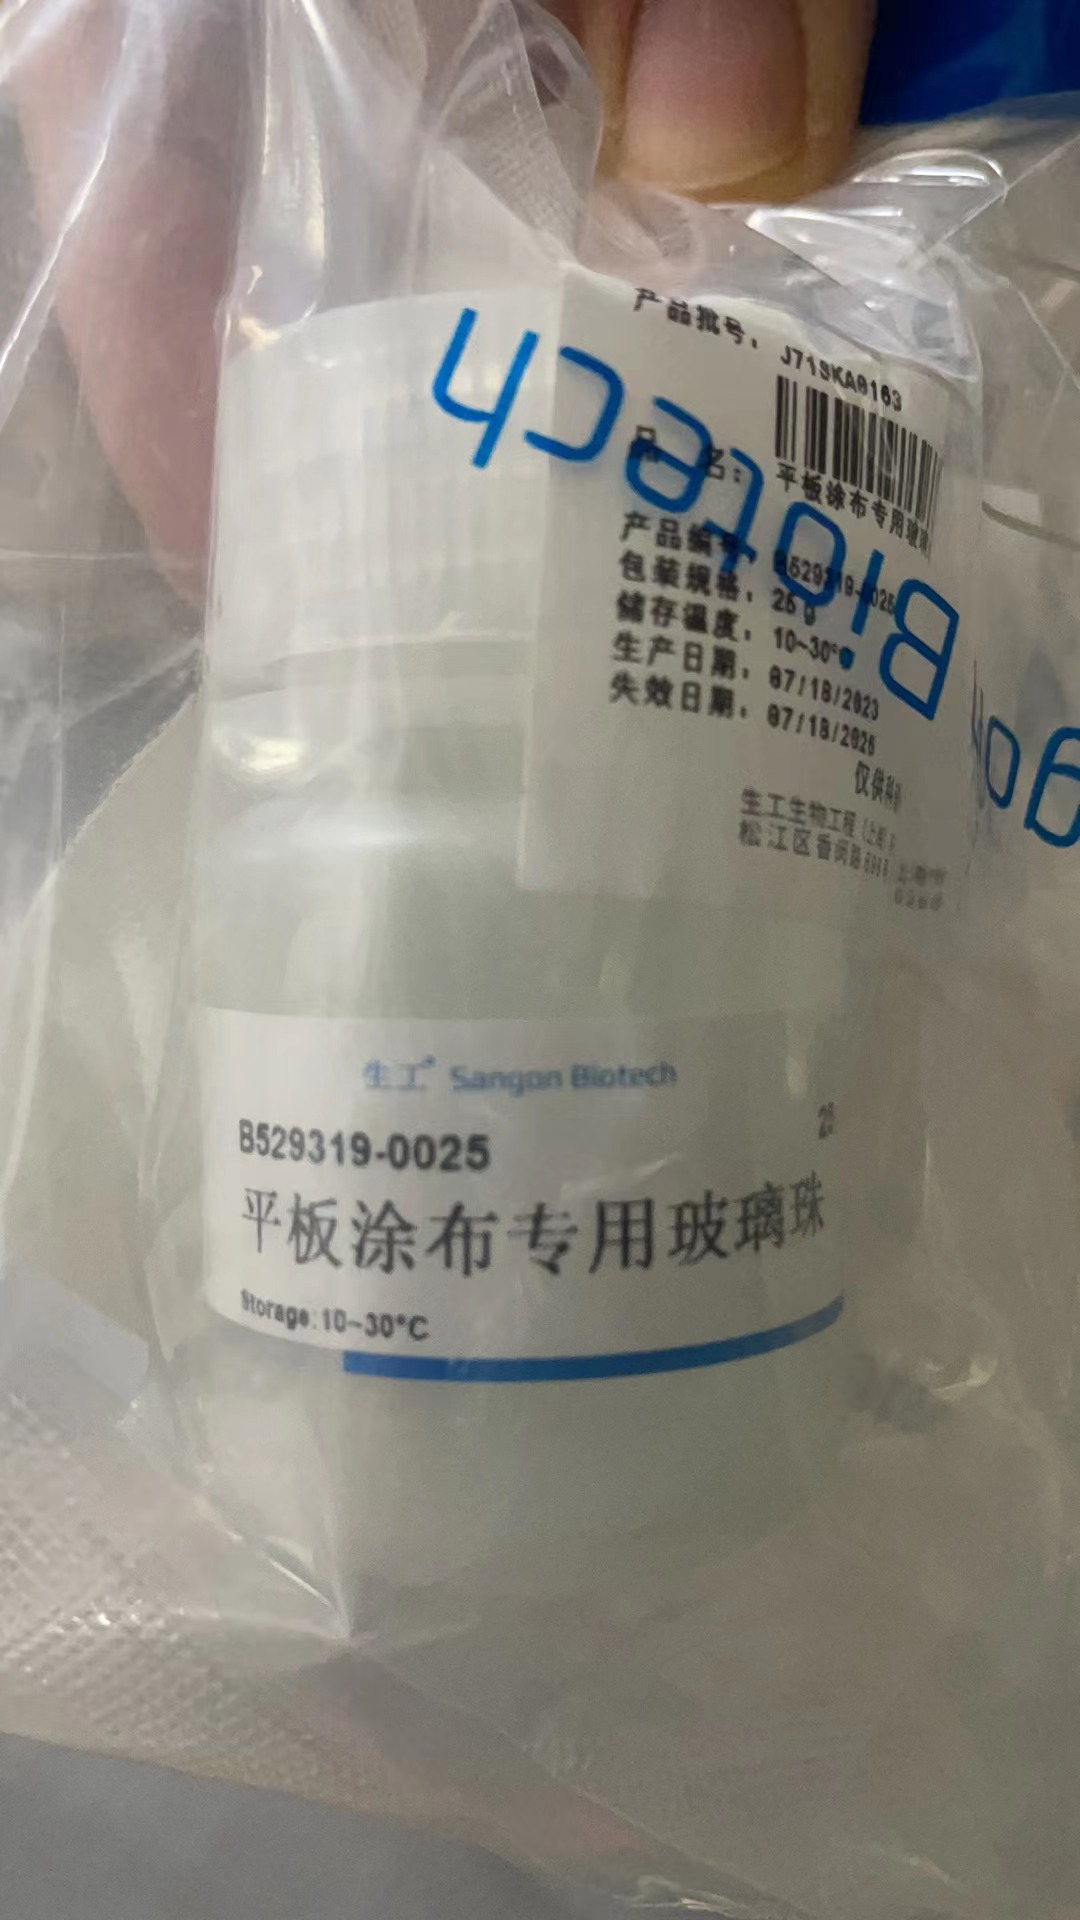 产品批号: J719KA0163
品 名: 平板涂布专用玻璃
产品编号: B529319-0025
包装规格: 25 g
储存温度: 10~30°C
生产日期: 07/18/2023
失效日期: 07/18/2026
仅供科研
生工生物工程(上海)
松江区香闵路698号
Biotech
生工® Sangon Biotech
B529319-0025
平板涂布专用玻璃珠
Storage:10~30°C